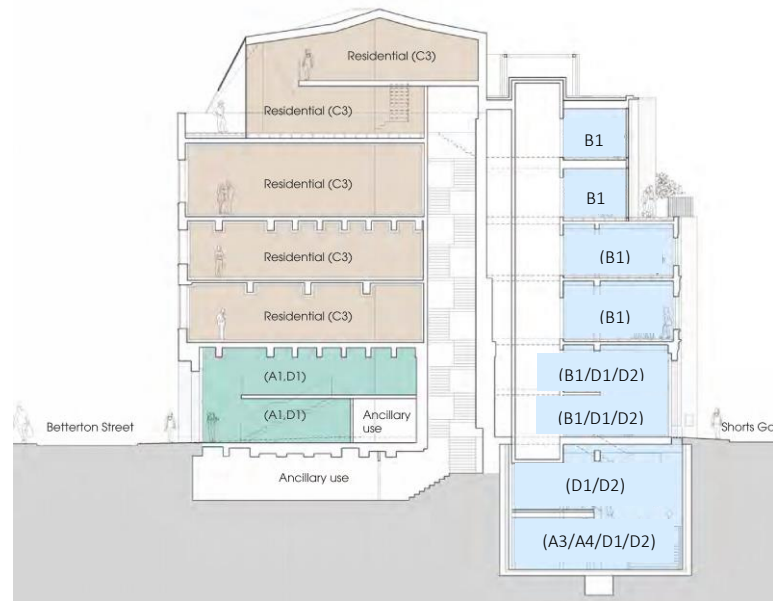 Residential (C3)
Residential (C3)
B1
Residential (C3)
B1
Residential (C3)
(B1)
Residential (C3)
(B1)
(A1,D1)
(B1/D1/D2)
(A1,D1)
Ancillary
use
(B1/D1/D2)
Betterton Street
Shorts Ga
Ancillary use
(D1/D2)
(A3/A4/D1/D2)